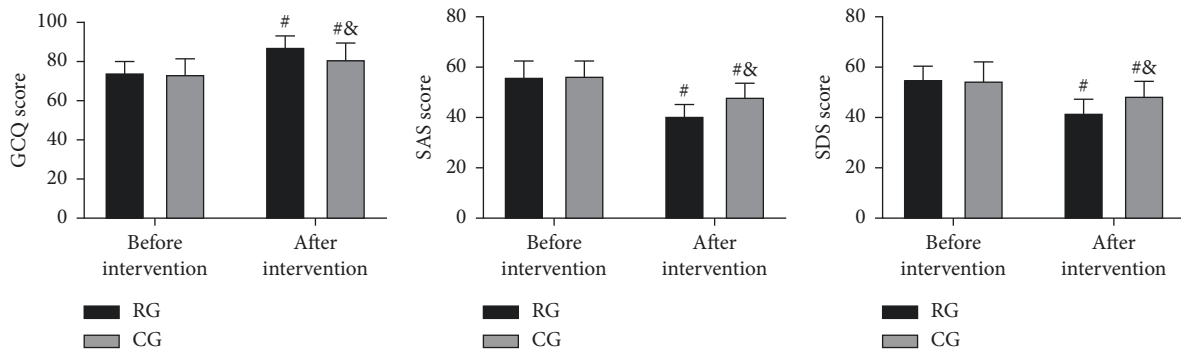 GCQ score
100
80
60
40
20
0
#
#&
Before
intervention
After
intervention
RG
CG
SAS score
80
60
40
20
0
#
#&
Before
intervention
After
intervention
RG
CG
SDS score
80
60
40
20
0
#
#&
Before
intervention
After
intervention
RG
CG